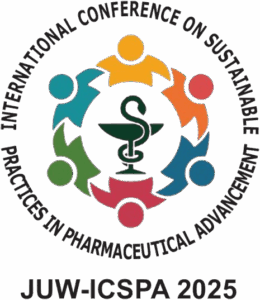 INTERNATIONAL CONFERENCE ON SUSTAINABLE
PRACTICES IN PHARMACEUTICAL ADVANCEMENT
JUW-ICSPA 2025